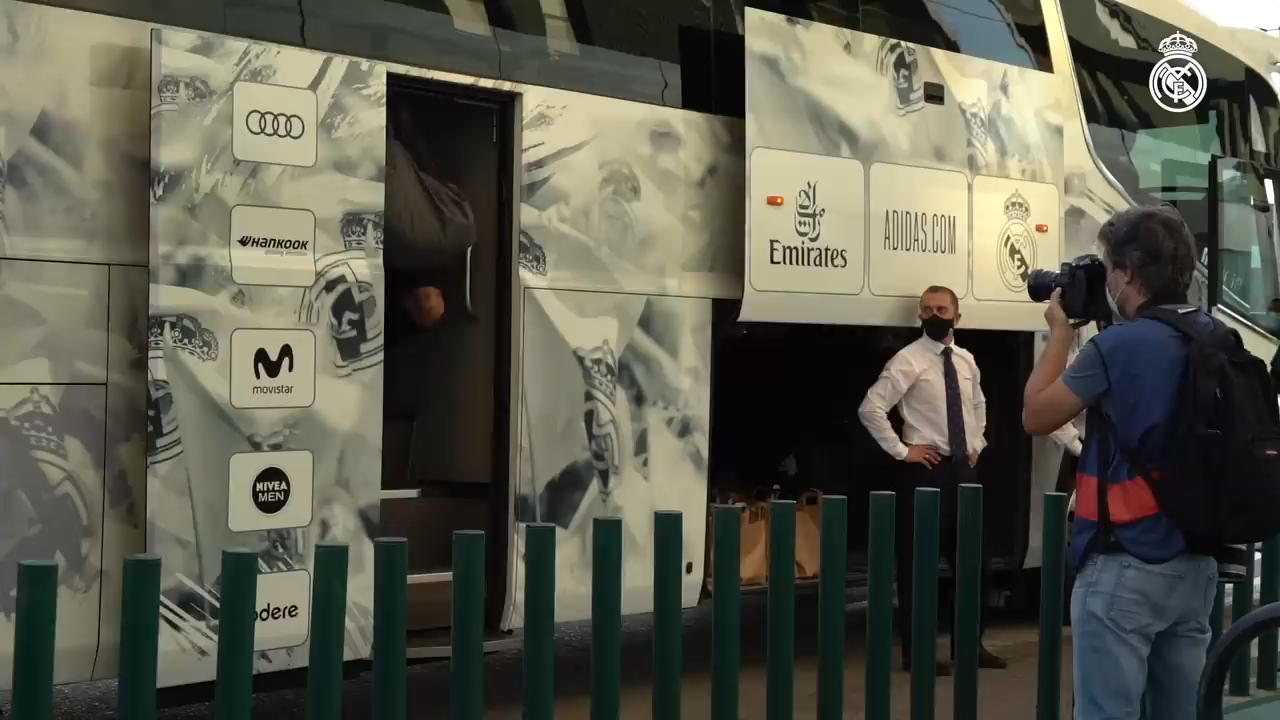 HANKOOK
movistar
NIVEA
MEN
odere
Emirates
ADIDAS.COM